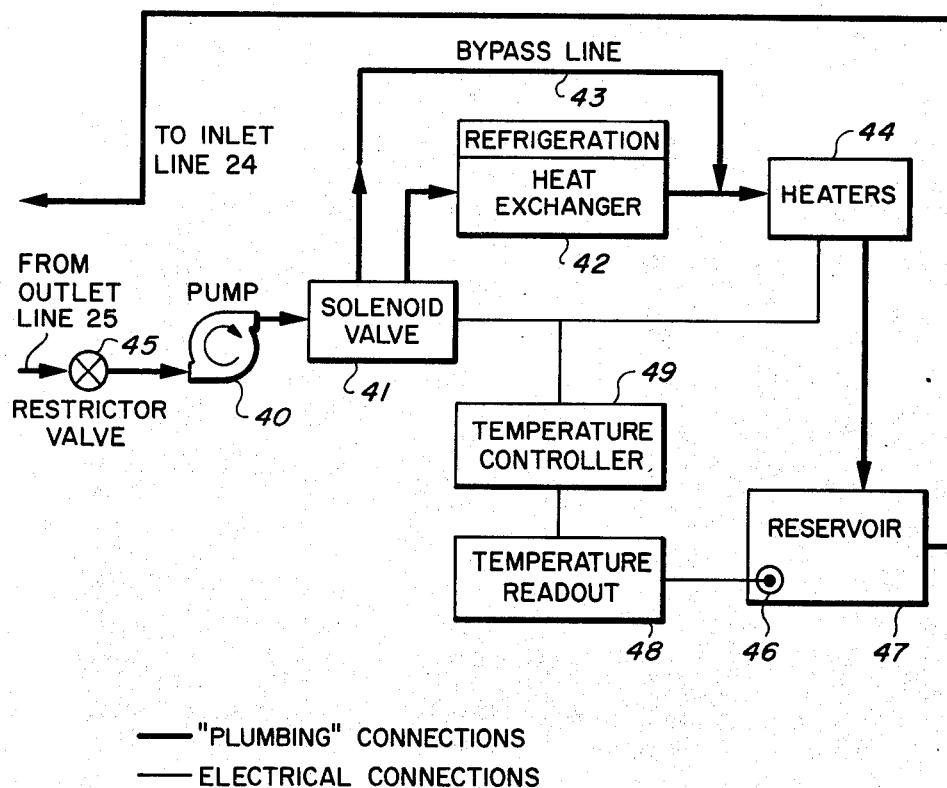 BYPASS LINE
43
TO INLET
LINE 24
REFRIGERATION
HEAT
EXCHANGER
42
44
HEATERS
FROM
OUTLET
LINE 25
45
RESTRICTOR
VALVE
PUMP
40
SOLENOID
VALVE
41
49
TEMPERATURE
CONTROLLER
TEMPERATURE
READOUT
48
RESERVOIR
46
47
"PLUMBING" CONNECTIONS
ELECTRICAL CONNECTIONS